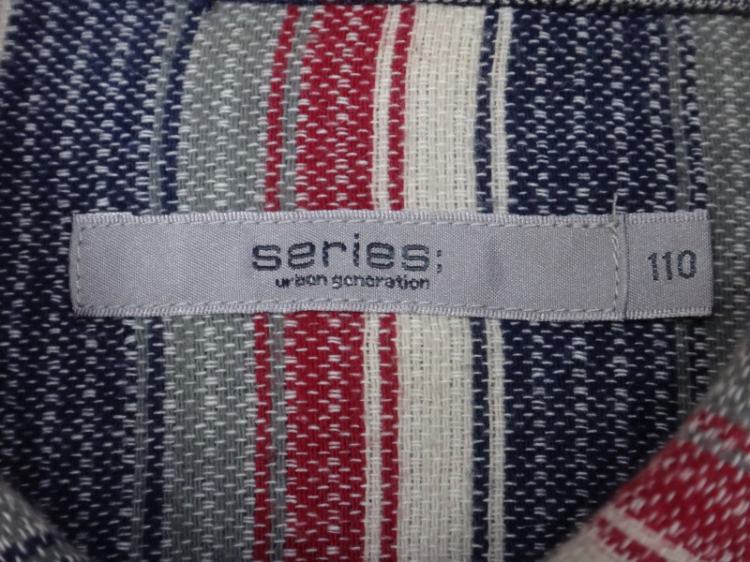 series;
urban generation
110